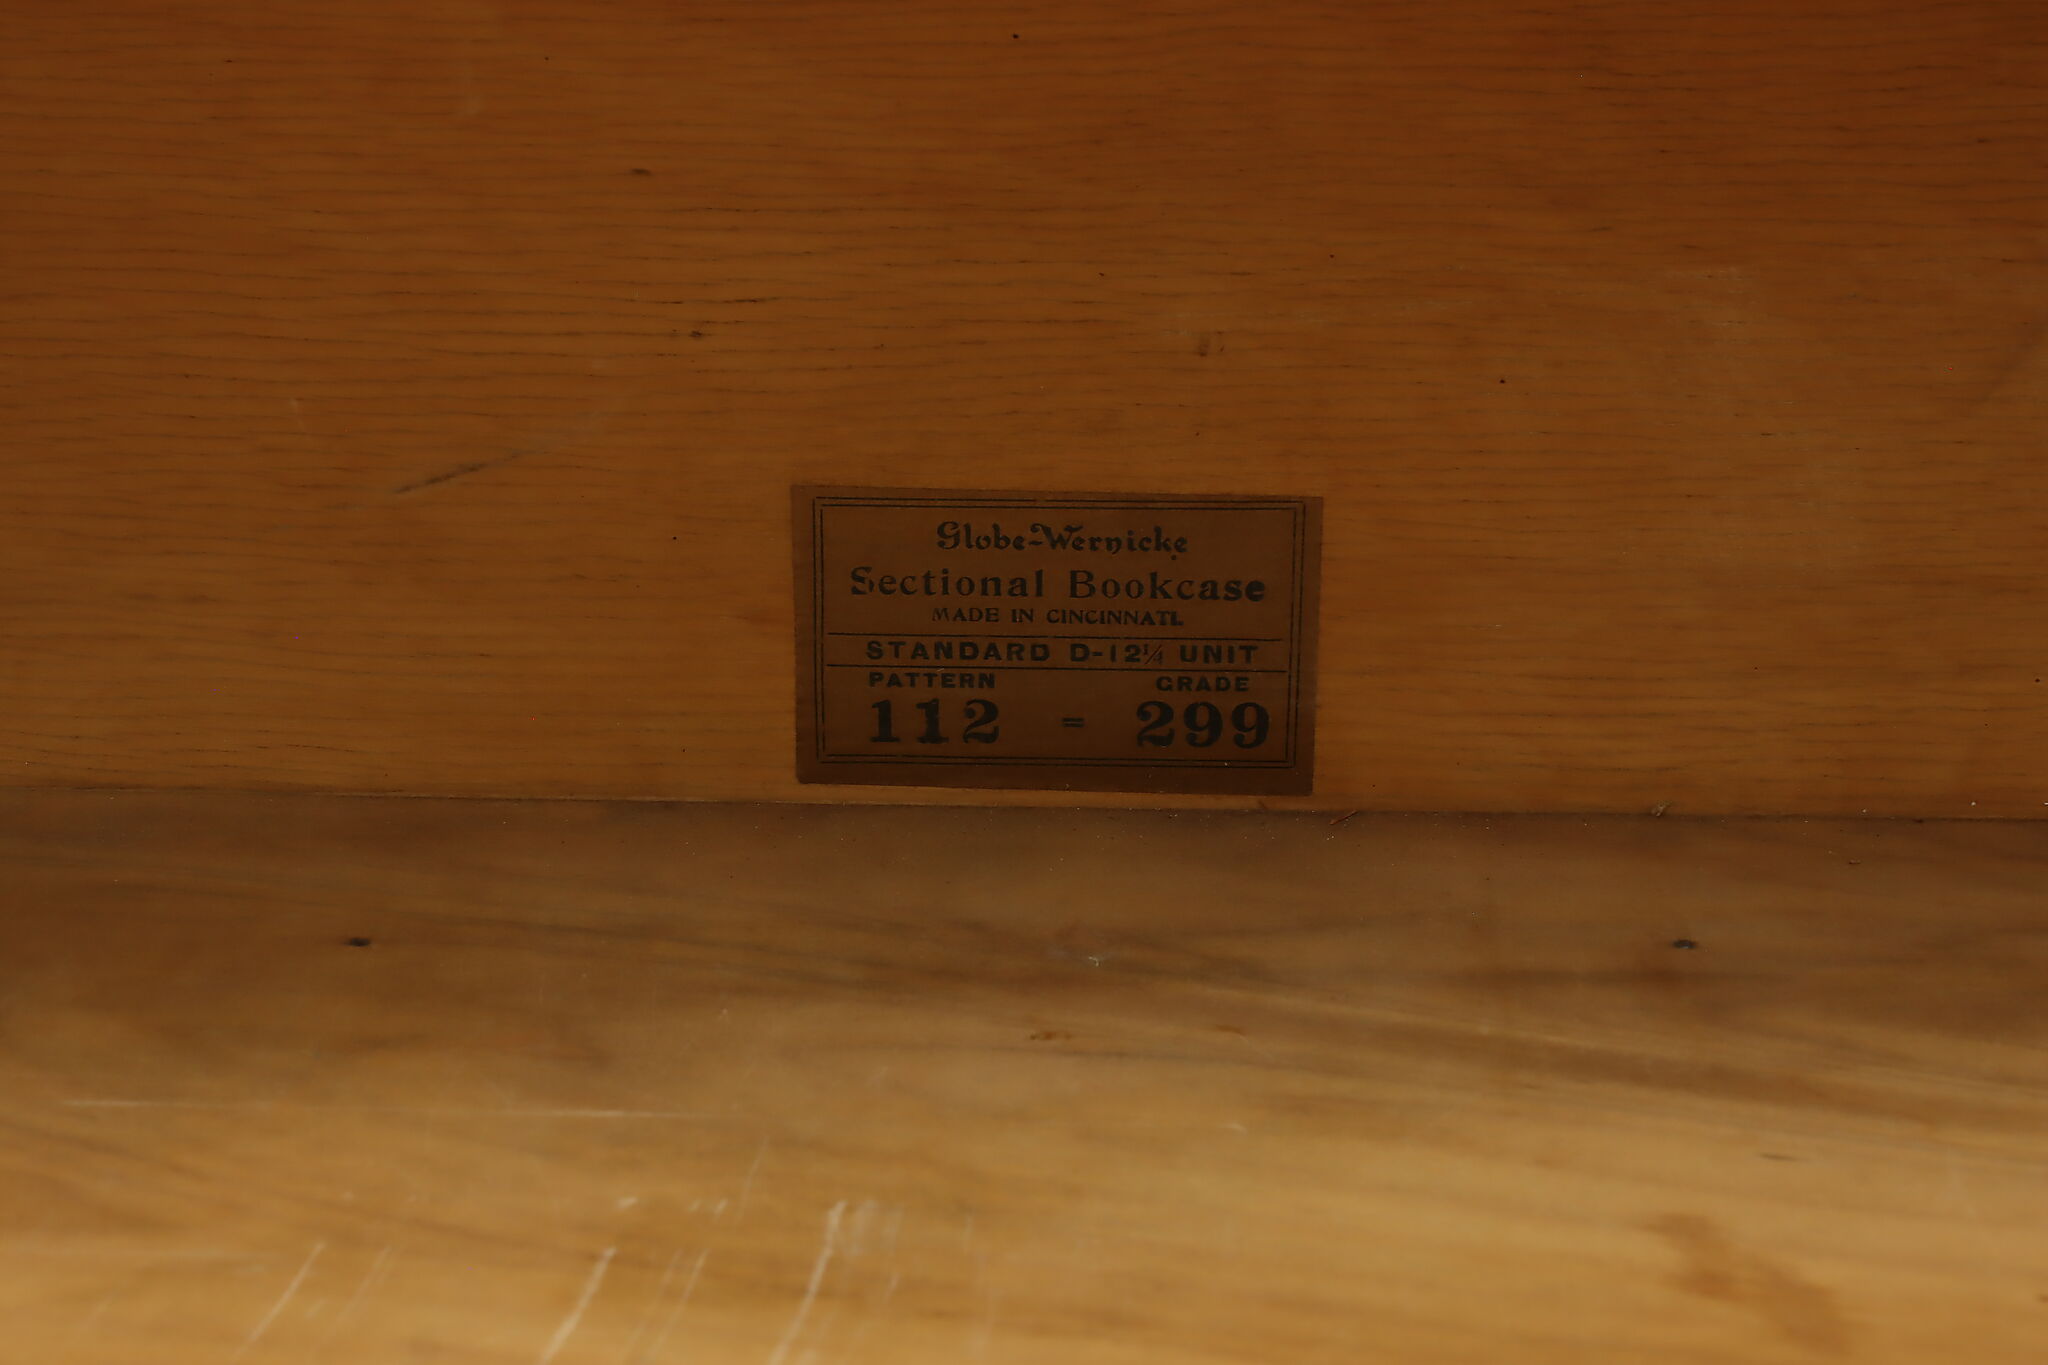 Globe-Wernicke
Sectional Bookcase
MADE IN CINCINNATI.
STANDARD D-12¼ UNIT
PATTERN GRADE
112 = 299